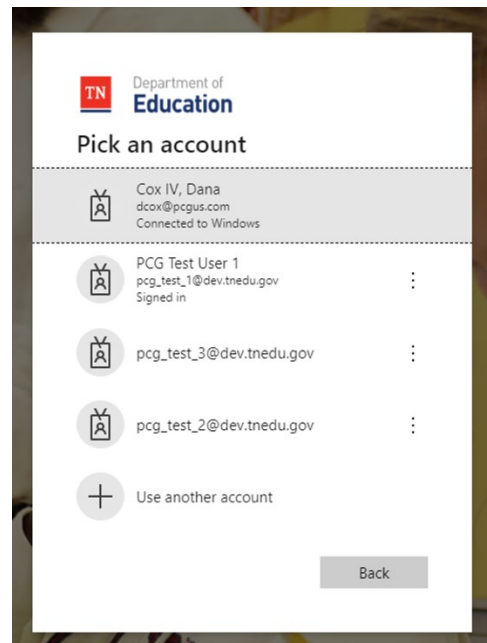 TN
Department of
Education
Pick an account
Cox IV, Dana
dcox@pcgus.com
Connected to Windows
PCG Test User 1
pcg_test_1@dev.tnedu.gov
Signed in
pcg_test_3@dev.tnedu.gov
pcg_test_2@dev.tnedu.gov
Use another account
Back